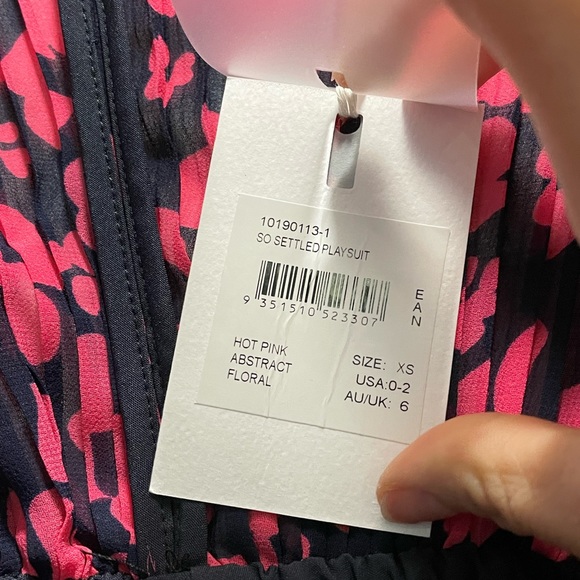 10190113-1
SO SETTLED PLAYSUIT
EAN
9 351510 523307
HOT PINK
ABSTRACT
FLORAL
SIZE: XS
USA:0-2
AU/UK: 6